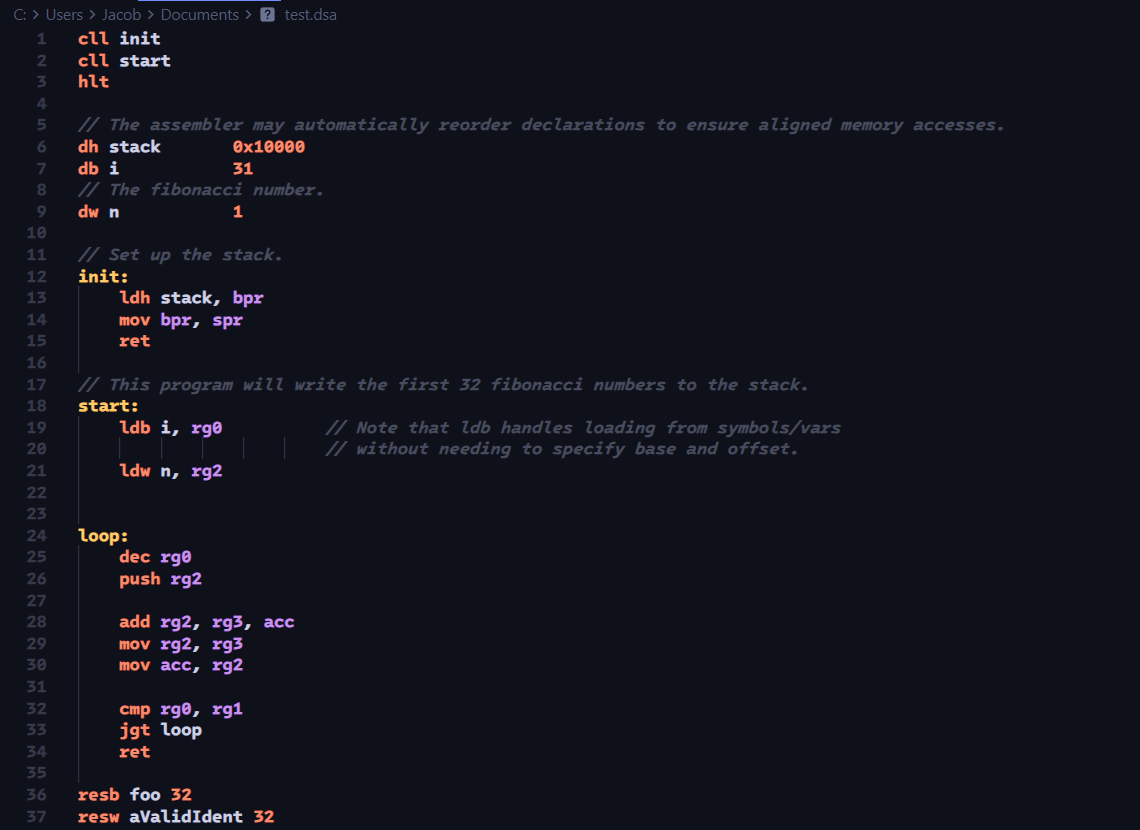 C: > Users > Jacob > Documents > ? test.dsa
1 cll init
2 cll start
3 hlt
4
5 // The assembler may automatically reorder declarations to ensure aligned memory accesses.
6 dh stack 0x10000
7 db i 31
8 // The fibonacci number.
9 dw n 1
10
11 // Set up the stack.
12 init:
13 ldh stack, bpr
14 mov bpr, spr
15 ret
16
17 // This program will write the first 32 fibonacci numbers to the stack.
18 start:
19 ldb i, rg0 // Note that ldb handles loading from symbols/vars
20 // without needing to specify base and offset.
21 ldw n, rg2
22
23
24 loop:
25 dec rg0
26 push rg2
27
28 add rg2, rg3, acc
29 mov rg2, rg3
30 mov acc, rg2
31
32 cmp rg0, rg1
33 jgt loop
34 ret
35
36 resb foo 32
37 resw aValidIdent 32